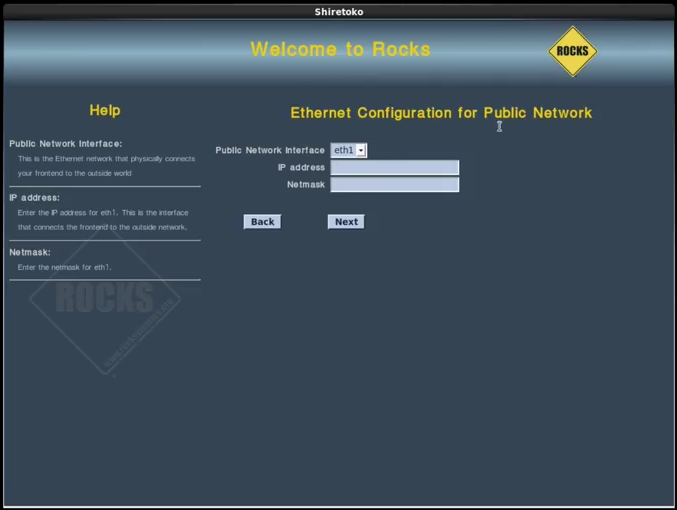 Shiretoko
Welcome to Rocks
ROCKS
Help
Public Network Interface:
This is the Ethernet network that physically connects
your frontend to the outside world
IP address:
Enter the IP address for eth1. This is the interface
that connects the frontend to the outside network.
Netmask:
Enter the netmask for eth1.
ROCKS
www.rocksclusters.org
Ethernet Configuration for Public Network
Public Network Interface eth1
IP address
Netmask
Back Next